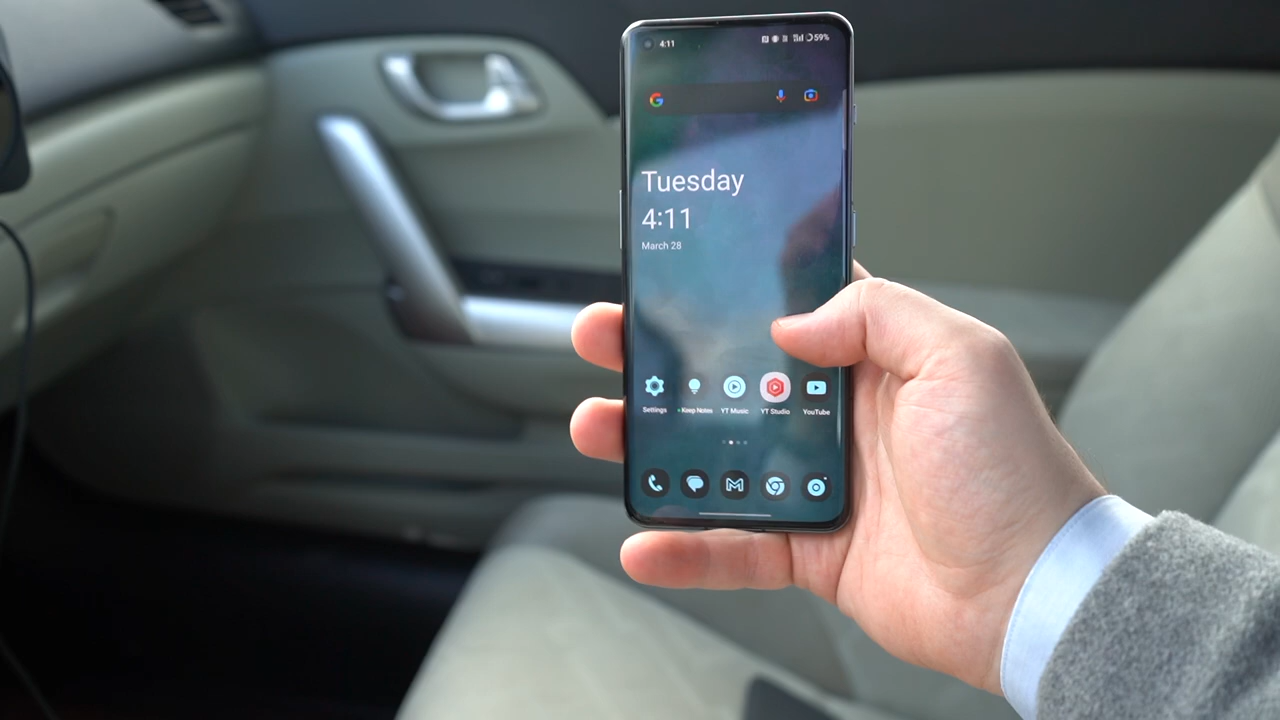 4:11
59%
Tuesday
4:11
March 28
Settings
Keep Notes
YT Music
YT Studio
YouTube